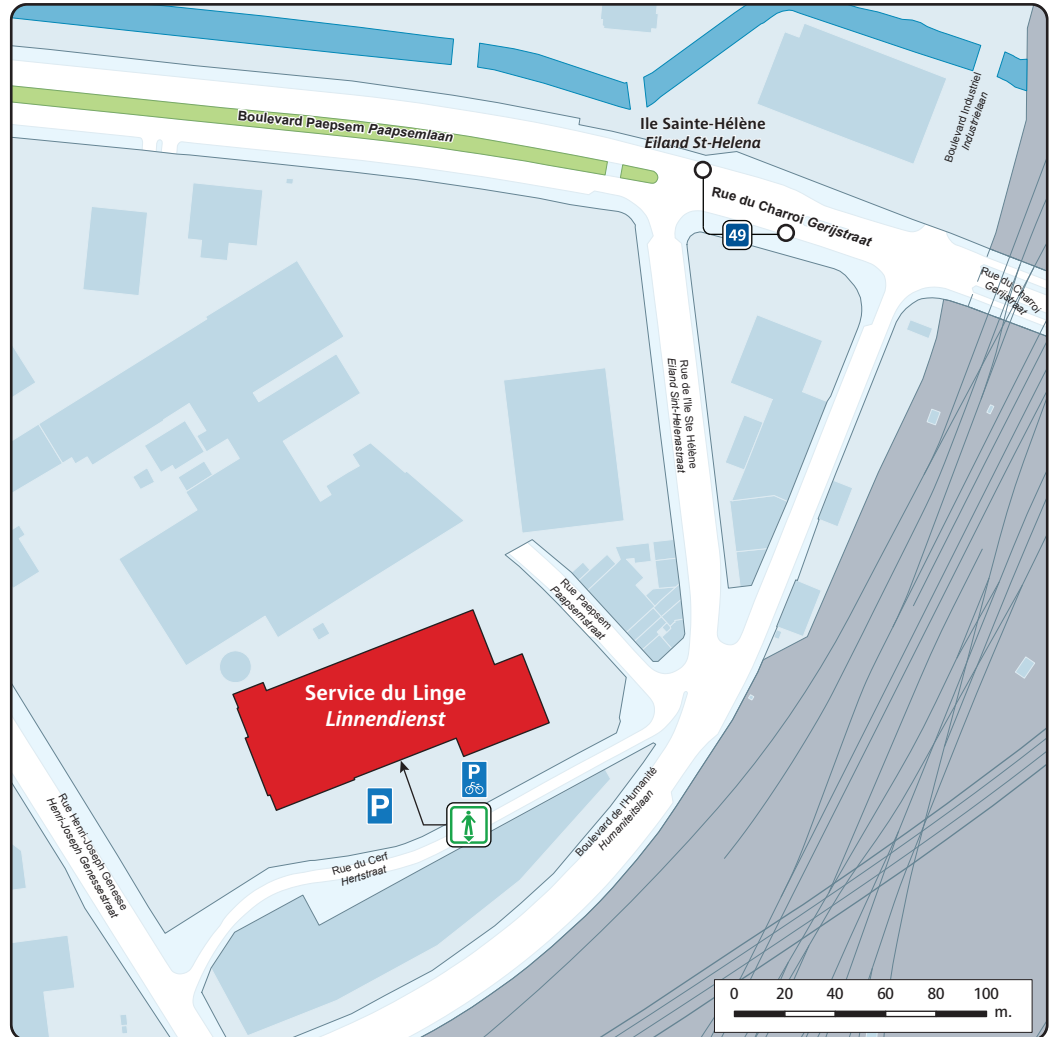 Boulevard Industriel
Industrielaan
Boulevard Paepsem Paapsemlaan
Ile Sainte-Hélène
Eiland St-Helena
Rue du Charroi Gerijstraat
49
Rue du Charroi
Gerijstraat
Rue de l'Ile Ste Hélène
Eiland Sint-Helenastraat
Rue Paepsem
Paapsemstraat
Service du Linge
Linnendienst
P
P
Boulevard de l'Humanité
Humaniteitslaan
Rue Henri-Joseph Genesse
Henri-Joseph Genessestraat
Rue du Cerf
Hertstraat
0 20 40 60 80 100
m.